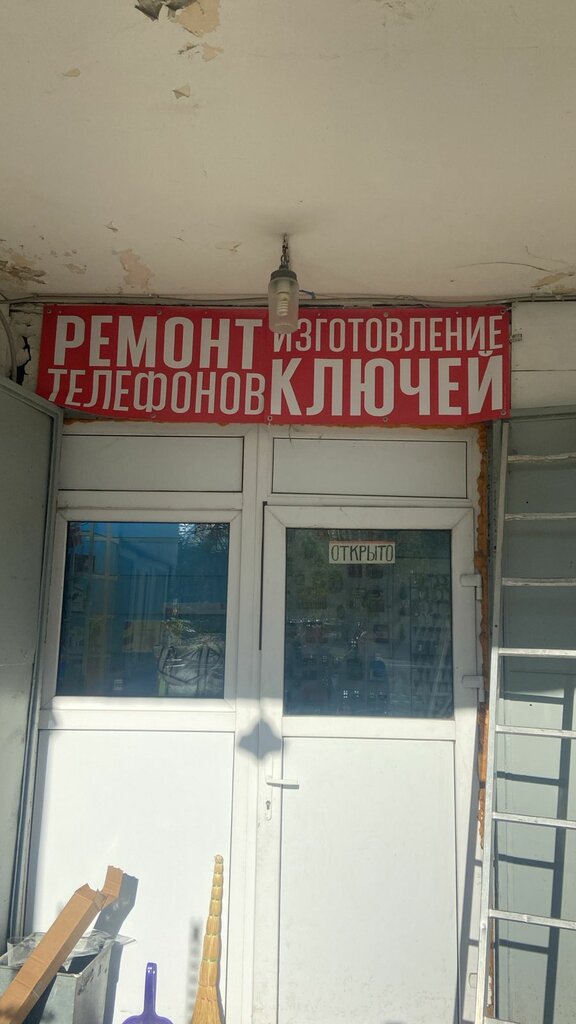 РЕМОНТ
ТЕЛЕФОНОВ
ИЗГОТОВЛЕНИЕ
КЛЮЧЕЙ
ОТКРЫТО